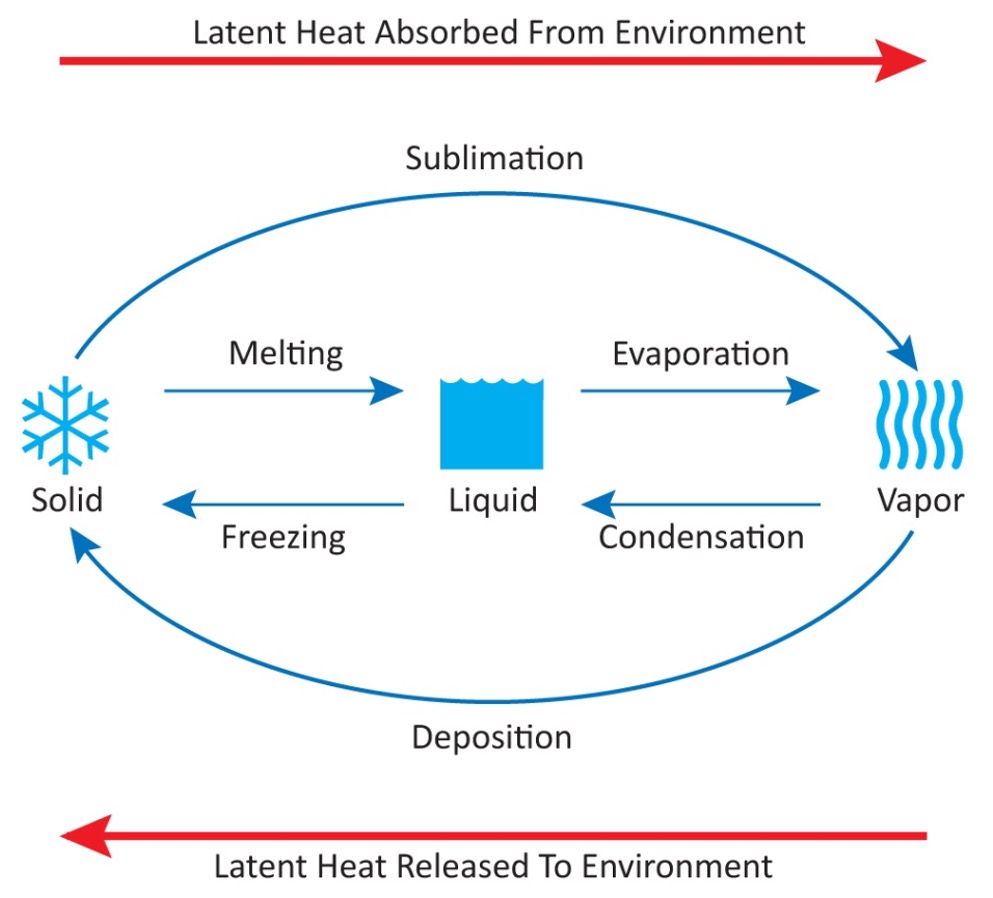 Latent Heat Absorbed From Environment
Sublimation
Melting
Evaporation
Solid
Liquid
Vapor
Freezing
Condensation
Deposition
Latent Heat Released To Environment